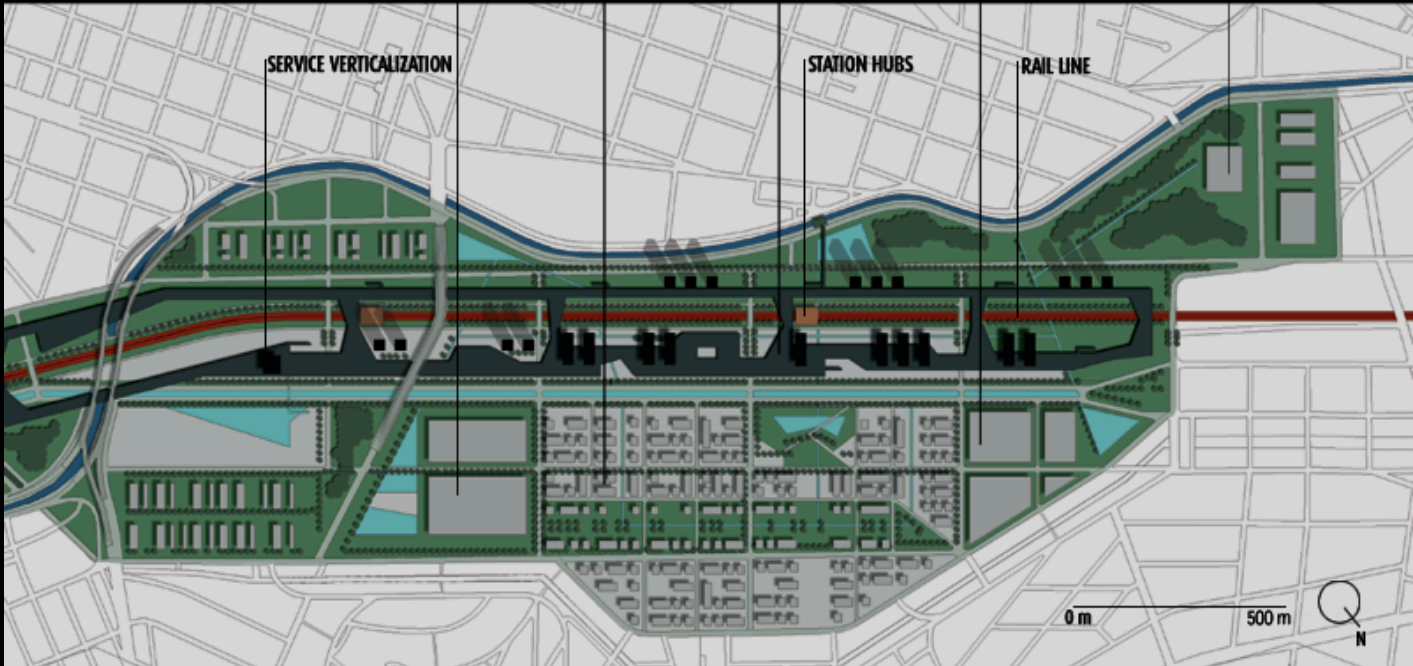 SERVICE VERTICALIZATION
STATION HUBS
RAIL LINE
0 m
500 m
N